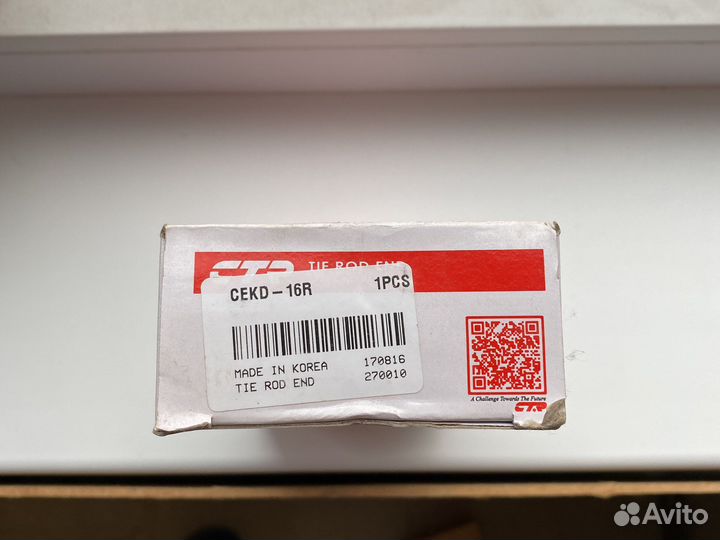 CTR TIE ROD END
CEKD-16R 1PCS
MADE IN KOREA 170816
TIE ROD END 270010
A Challenge Towards The Future
CTR
Avito